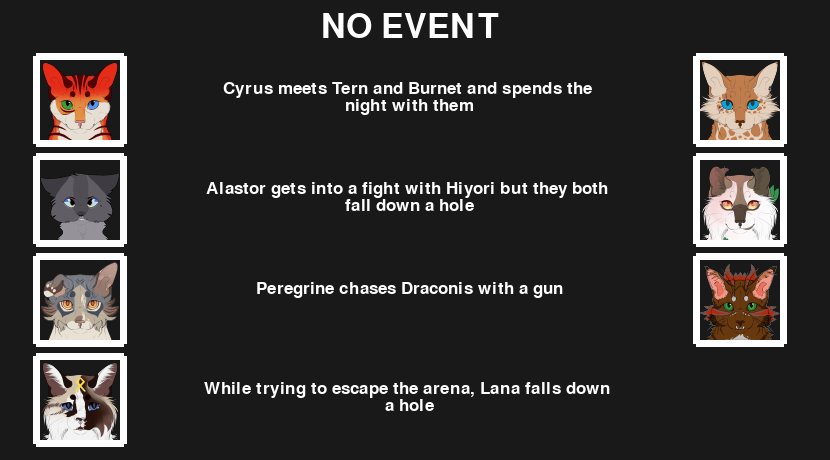 NO EVENT
Cyrus meets Tern and Burnet and spends the
night with them
Alastor gets into a fight with Hiyori but they both
fall down a hole
Peregrine chases Draconis with a gun
While trying to escape the arena, Lana falls down
a hole